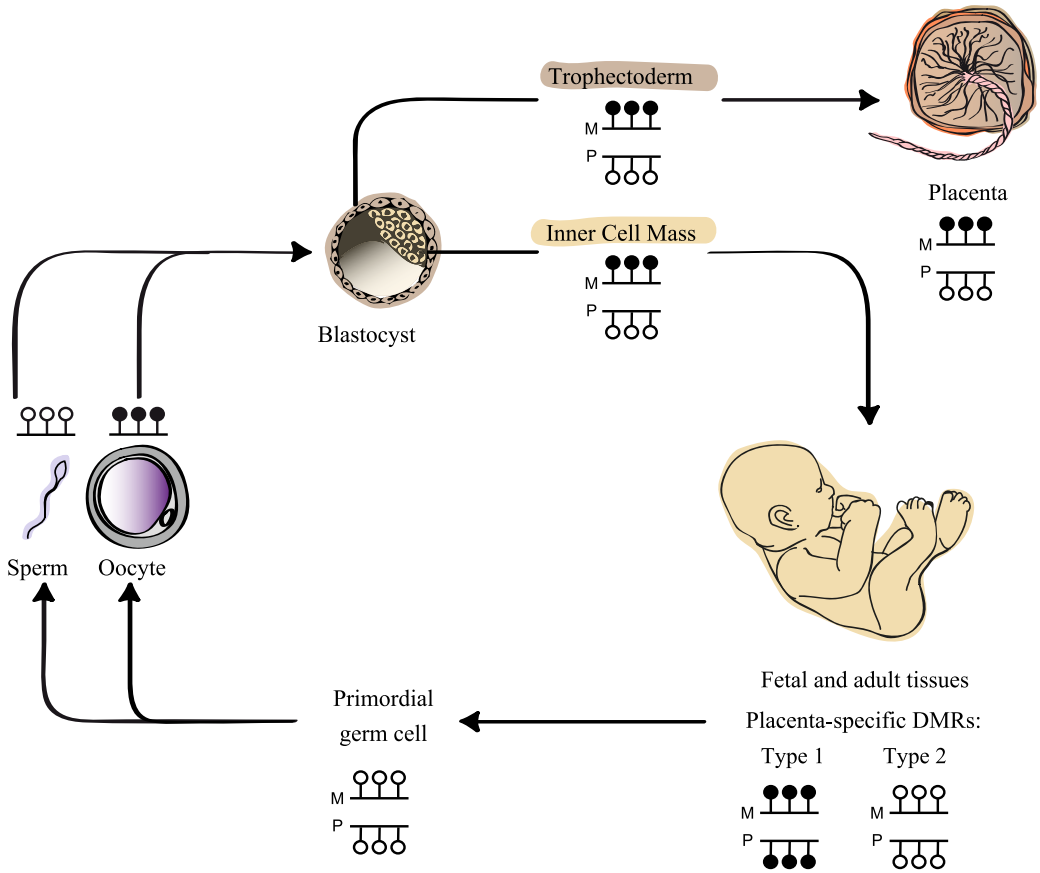 Trophectoderm
M
P
Placenta
M
P
Inner Cell Mass
M
P
Blastocyst
Sperm
Oocyte
Fetal and adult tissues
Placenta-specific DMRs:
Type 1
Type 2
M
P
M
P
Primordial
germ cell
M
P